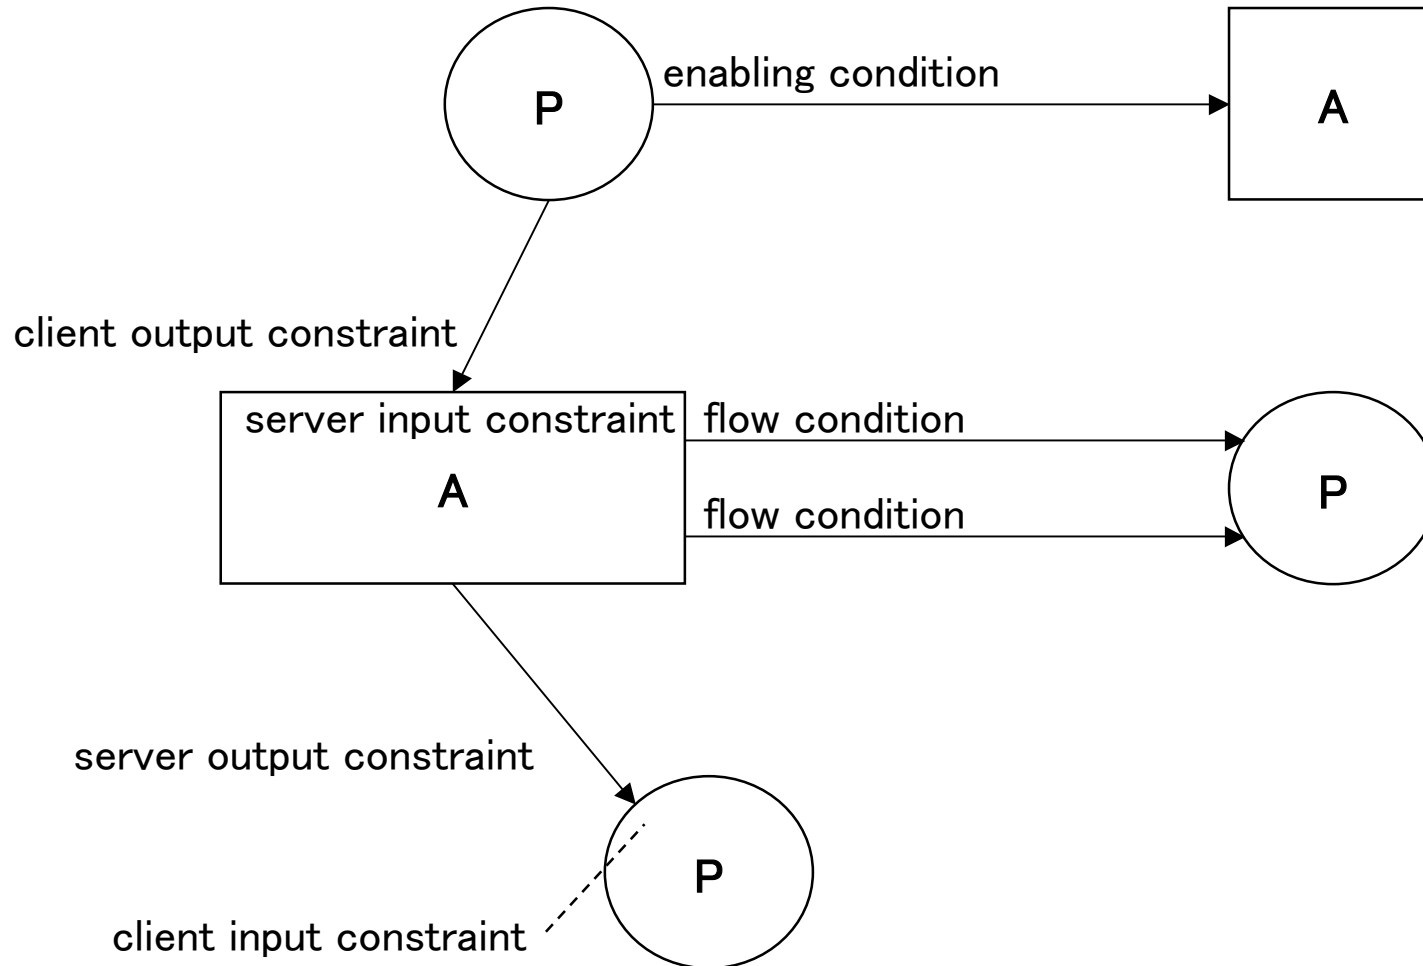 enabling condition
P
A
client output constraint
server input constraint
flow condition
A
P
flow condition
server output constraint
P
client input constraint